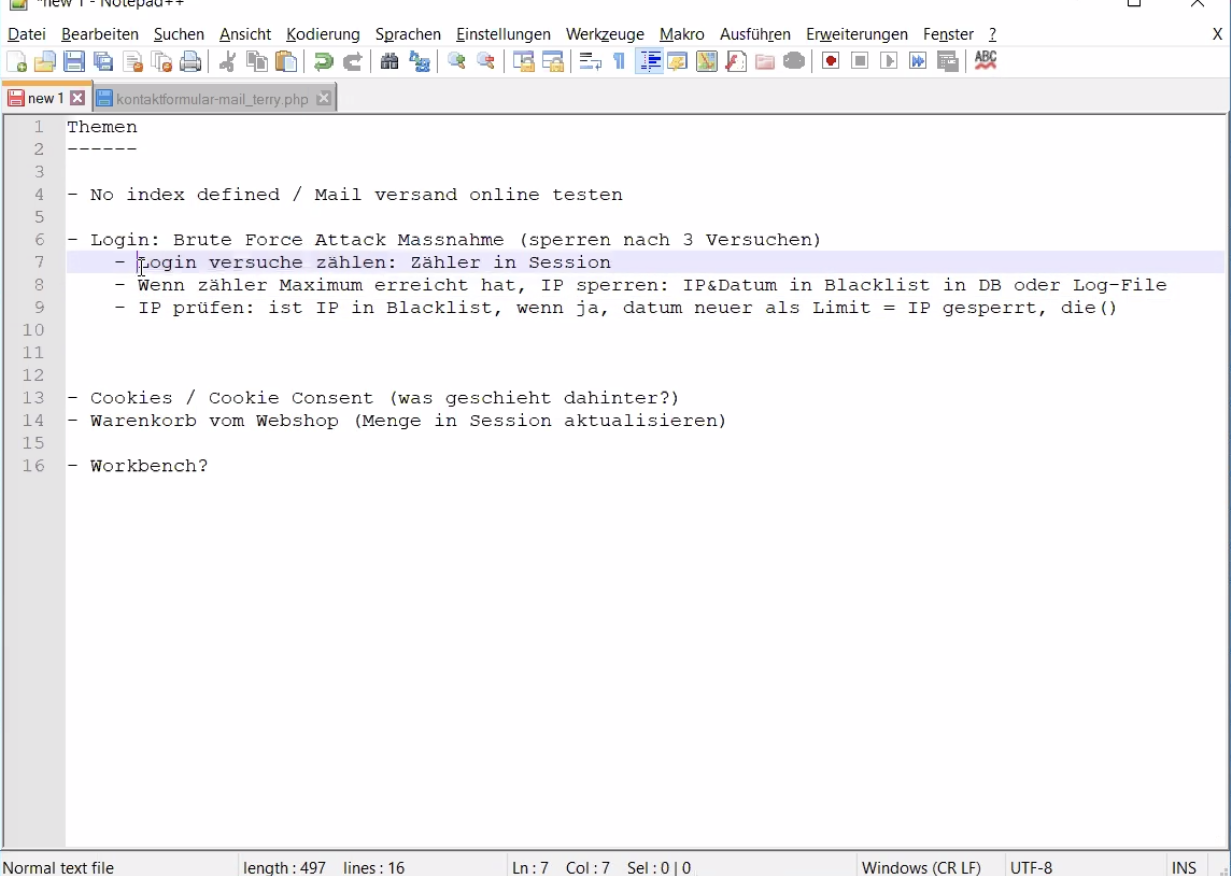 *new 1 - Notepad++
Datei Bearbeiten Suchen Ansicht Kodierung Sprachen Einstellungen Werkzeuge Makro Ausführen Erweiterungen Fenster ? X
ABC
new 1 kontaktformular-mail_terry.php
1 Themen
2 ------
3
4 - No index defined / Mail versand online testen
5
6 - Login: Brute Force Attack Massnahme (sperren nach 3 Versuchen)
7 - Login versuche zählen: Zähler in Session
8 - Wenn zähler Maximum erreicht hat, IP sperren: IP&Datum in Blacklist in DB oder Log-File
9 - IP prüfen: ist IP in Blacklist, wenn ja, datum neuer als Limit = IP gesperrt, die()
10
11
12
13 - Cookies / Cookie Consent (was geschieht dahinter?)
14 - Warenkorb vom Webshop (Menge in Session aktualisieren)
15
16 - Workbench?
Normal text file length : 497 lines : 16 Ln : 7 Col : 7 Sel : 0 | 0 Windows (CR LF) UTF-8 INS